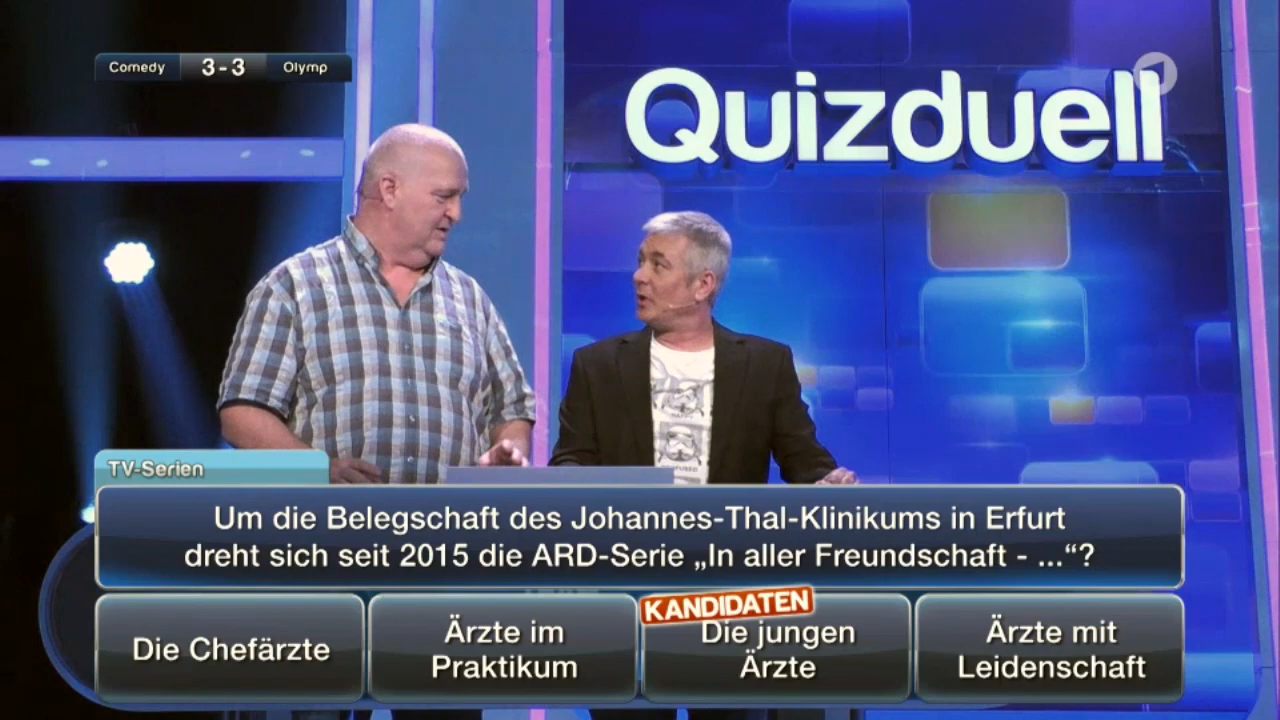 Comedy 3-3 Olymp
Quizduell
TV-Serien
Um die Belegschaft des Johannes-Thal-Klinikums in Erfurt
dreht sich seit 2015 die ARD-Serie „In aller Freundschaft - ...“?
KANDIDATEN
Die Chefärzte
Ärzte im
Praktikum
Die jungen
Ärzte
Ärzte mit
Leidenschaft